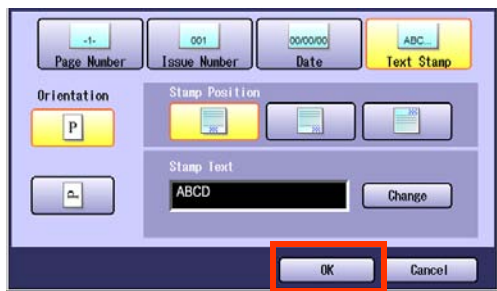 -1-
Page Number
001
Issue Number
00/00/00
Date
ABC...
Text Stamp
Orientation
P
P
Stamp Position
Stamp Text
ABCD
Change
OK
Cancel